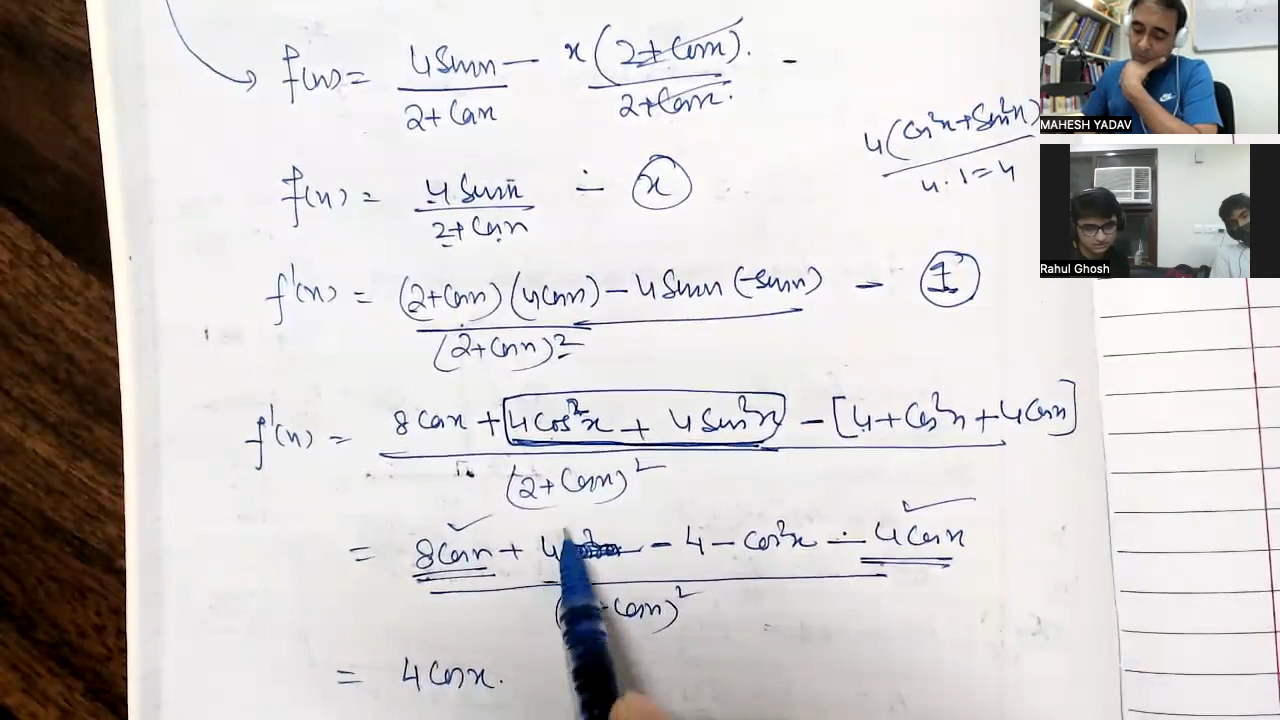 f(x) = 4Sinx/2+Cosx − x(2+Cosx)./2+Cosx. -
4(Cos²x+Sin²x)
4.1=4
f(x) = 4Sinx/2+Cosx − x
f'(x) = (2+Cosx)(4Cosx)−4Sinx(-Sinx)/(2+Cosx)² − 1
f'(x) = 8Cosx + 4Cos²x + 4Sin²x − [4+Cos²x+4Cosx]/(2+Cosx)²
= 8Cosx + 4 − 4 − Cos²x − 4Cosx
Cosx)²
= 4Cosx.
MAHESH YADAV
Rahul Ghosh